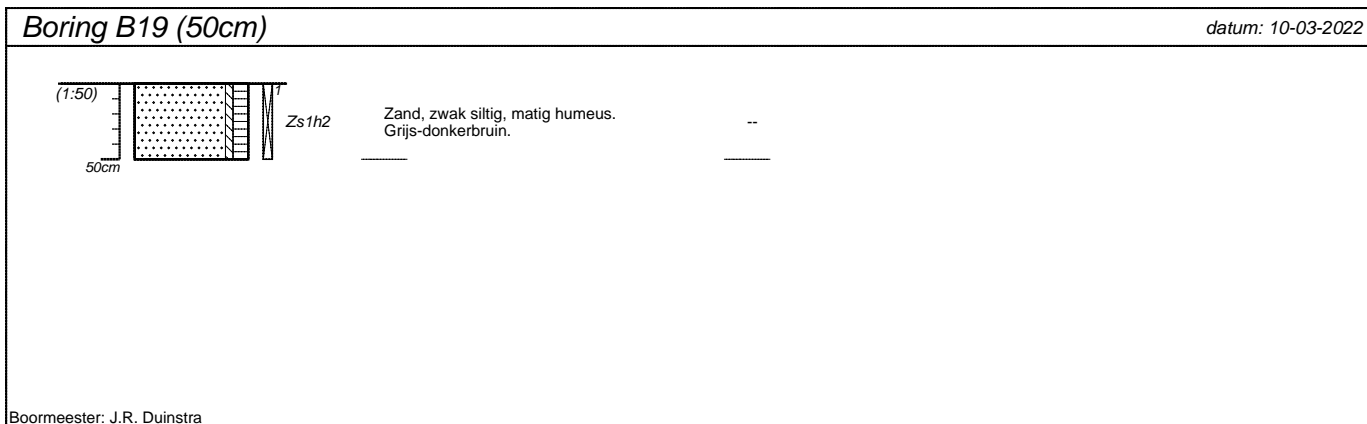 Boring B19 (50cm)
datum: 10-03-2022
(1:50)
1
Zs1h2
Zand, zwak siltig, matig humeus.
Grijs-donkerbruin.
--
50cm
Boormeester: J.R. Duinstra